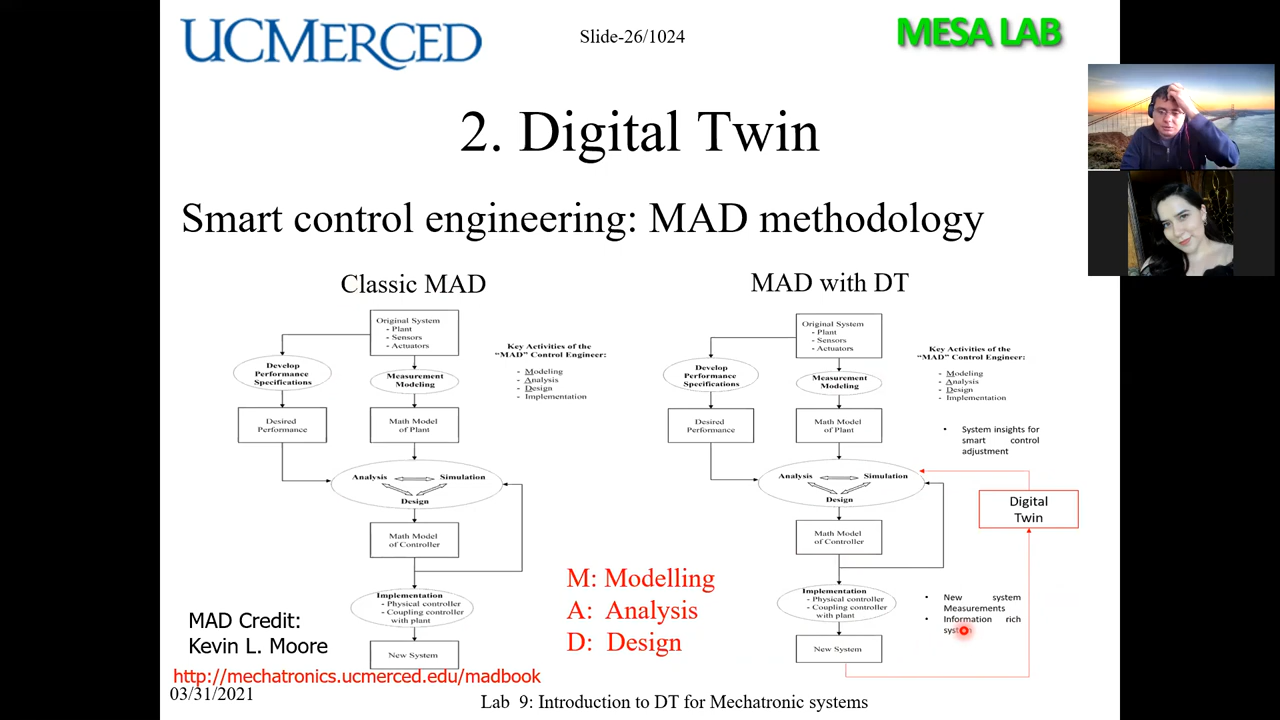 UCMERCED
Slide-26/1024
MESA LAB
2. Digital Twin
Smart control engineering: MAD methodology
Classic MAD
Original System
- Plant
- Sensors
- Actuators
Key Activities of the
“MAD” Control Engineer:
- Modeling
- Analysis
- Design
- Implementation
Develop
Performance
Specifications
Measurement
Modeling
Desired
Performance
Math Model
of Plant
Analysis
Simulation
Design
Math Model
of Controller
Implementation
- Physical controller
- Coupling controller
with plant
New System
MAD with DT
Original System
- Plant
- Sensors
- Actuators
Key Activities of the
“MAD” Control Engineer:
- Modeling
- Analysis
- Design
- Implementation
Develop
Performance
Specifications
Measurement
Modeling
Desired
Performance
Math Model
of Plant
• System insights for
smart control
adjustment
Analysis
Simulation
Design
Digital
Twin
Math Model
of Controller
Implementation
- Physical controller
- Coupling controller
with plant
• New system
Measurements
• Information rich
New System
M: Modelling
A: Analysis
D: Design
MAD Credit:
Kevin L. Moore
http://mechatronics.ucmerced.edu/madbook
03/31/2021
Lab 9: Introduction to DT for Mechatronic systems